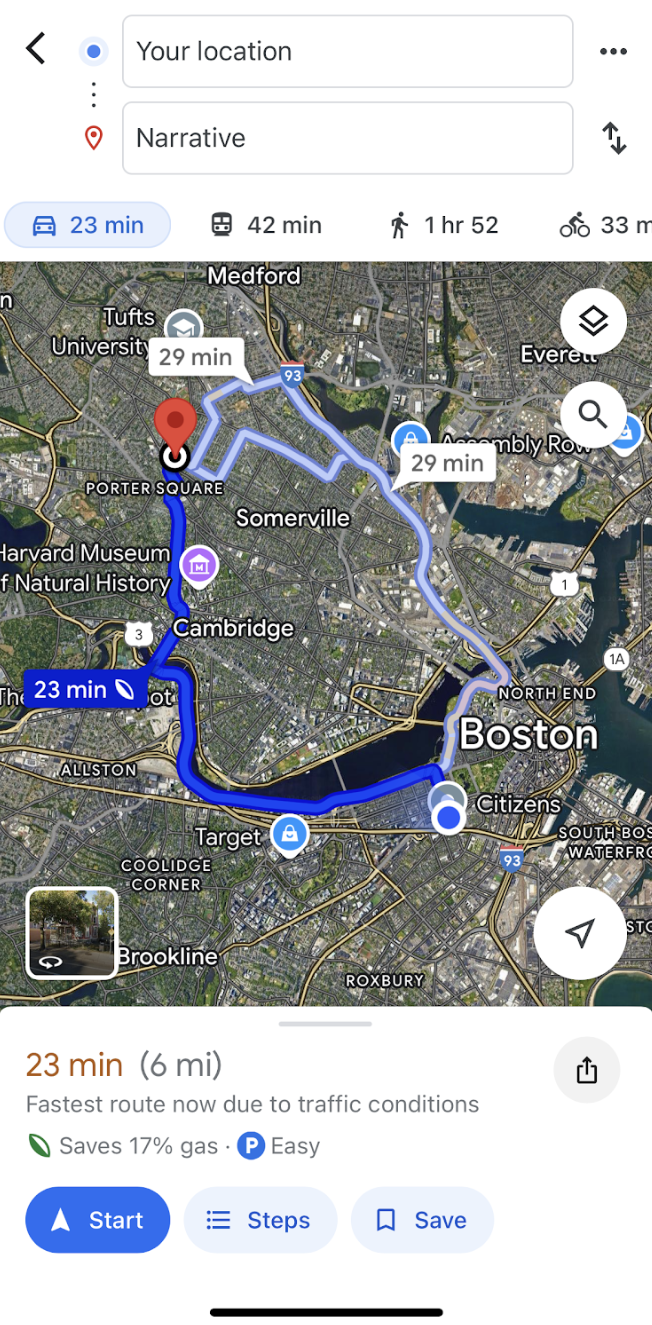 Your location
Narrative
23 min
42 min
1 hr 52
33 m
Medford
n
Tufts
University
29 min
93
Everett
Assembly Row
29 min
PORTER SQUARE
Somerville
Harvard Museum
f Natural History
M
1
3
Cambridge
1A
23 min
The
ot
NORTH END
Boston
ALLSTON
Citizens
Target
SOUTH BOS
WATERFRO
93
COOLIDGE
CORNER
Brookline
STO
ROXBURY
23 min (6 mi)
Fastest route now due to traffic conditions
Saves 17% gas · P Easy
Start
Steps
Save